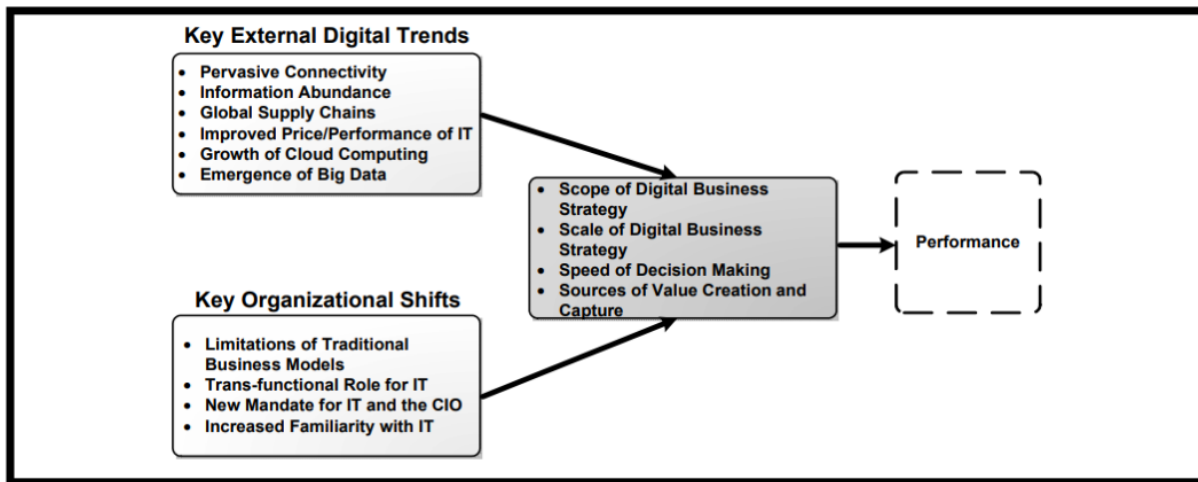 Key External Digital Trends
• Pervasive Connectivity
• Information Abundance
• Global Supply Chains
• Improved Price/Performance of IT
• Growth of Cloud Computing
• Emergence of Big Data
• Scope of Digital Business
Strategy
• Scale of Digital Business
Strategy
• Speed of Decision Making
• Sources of Value Creation and
Capture
Performance
Key Organizational Shifts
• Limitations of Traditional
Business Models
• Trans-functional Role for IT
• New Mandate for IT and the CIO
• Increased Familiarity with IT